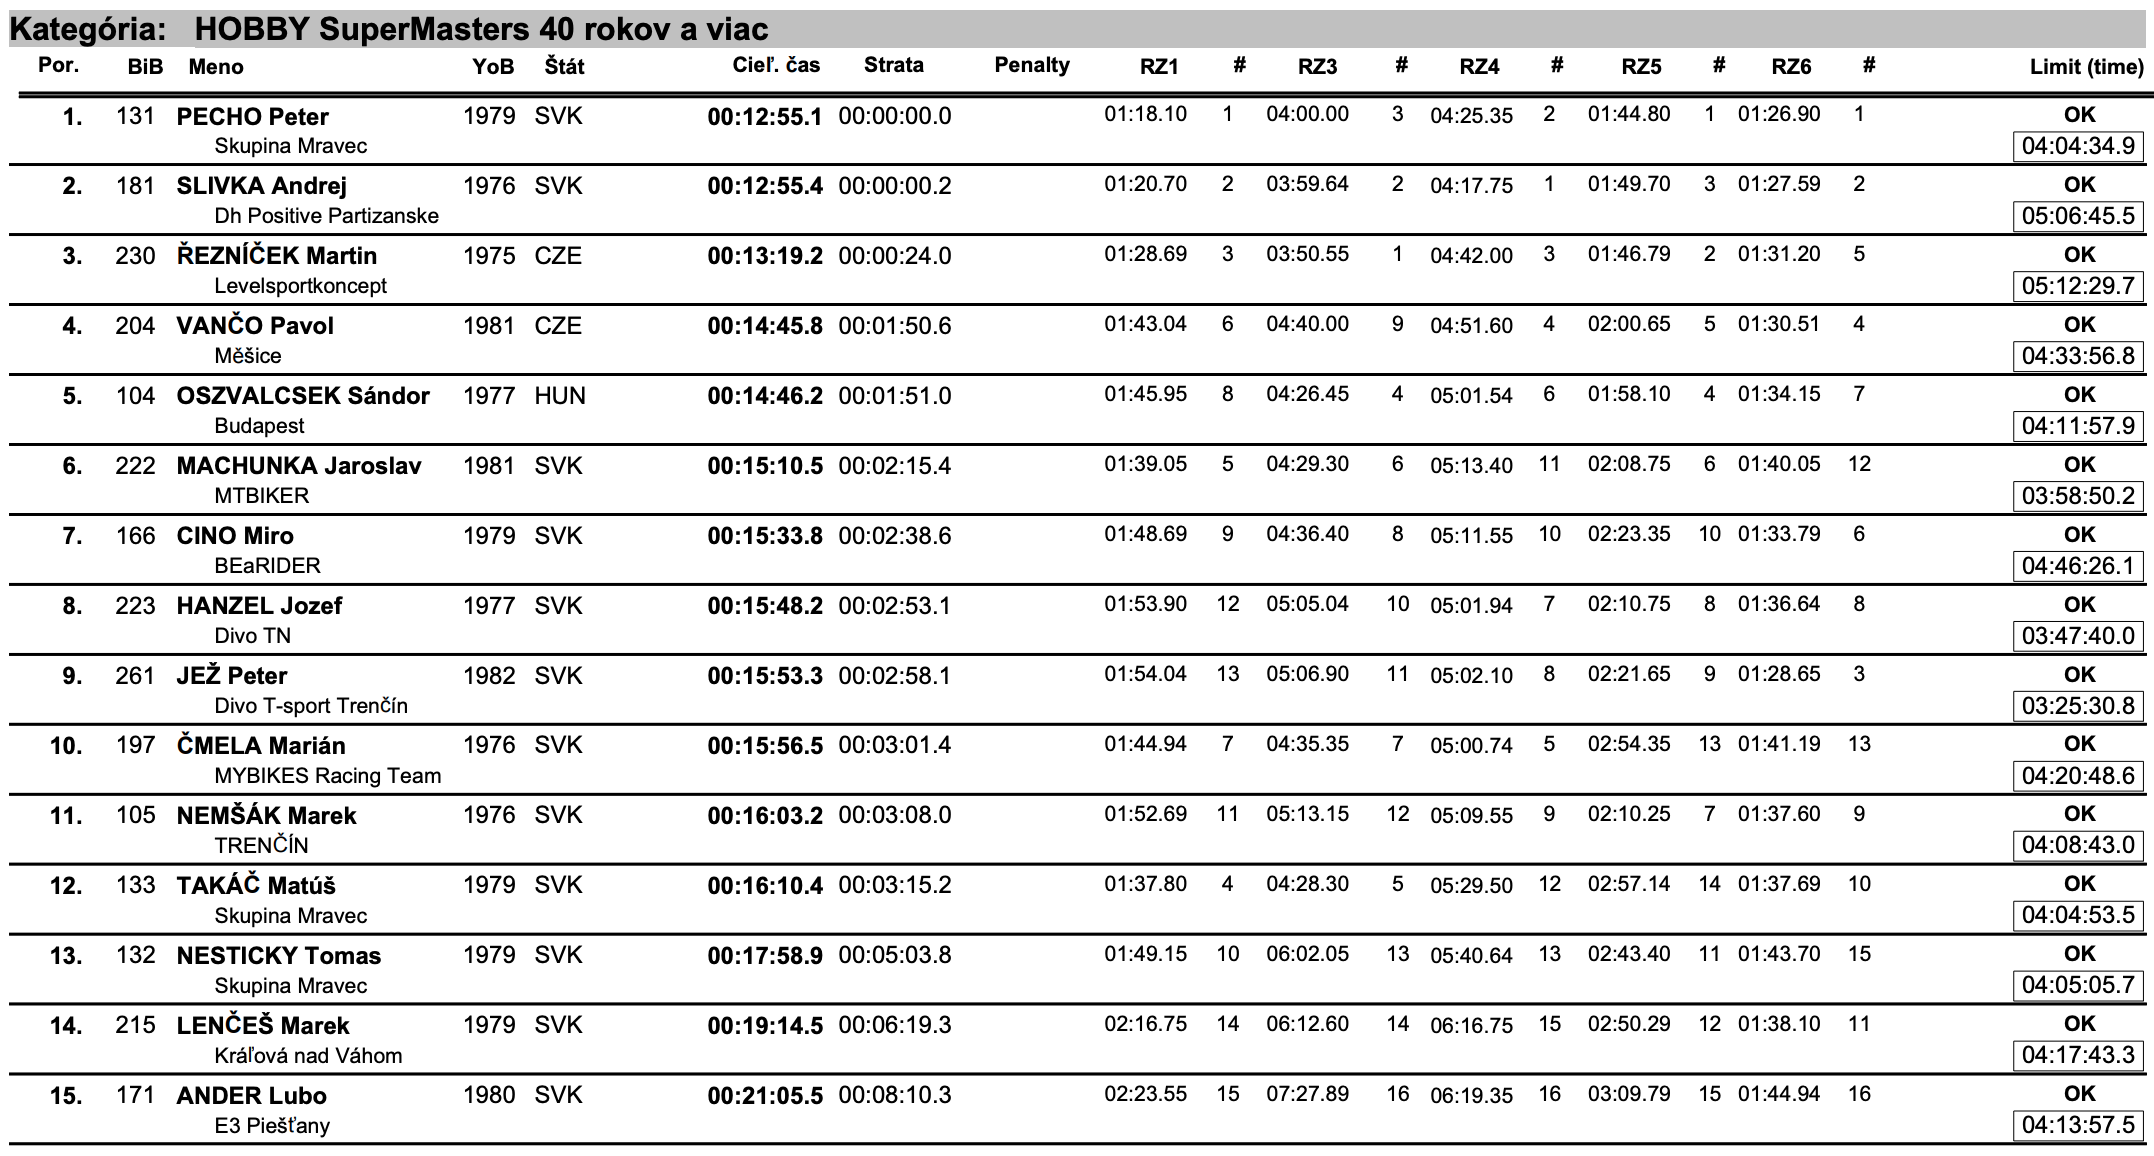 Kategória: HOBBY SuperMasters 40 rokov a viac
Por. BiB Meno YoB Štát Cieľ. čas Strata Penalty RZ1 # RZ3 # RZ4 # RZ5 # RZ6 # Limit (time)
1. 131 PECHO Peter 1979 SVK 00:12:55.1 00:00:00.0 01:18.10 1 04:00.00 3 04:25.35 2 01:44.80 1 01:26.90 1 OK
Skupina Mravec 04:04:34.9
2. 181 SLIVKA Andrej 1976 SVK 00:12:55.4 00:00:00.2 01:20.70 2 03:59.64 2 04:17.75 1 01:49.70 3 01:27.59 2 OK
Dh Positive Partizanske 05:06:45.5
3. 230 ŘEZNÍČEK Martin 1975 CZE 00:13:19.2 00:00:24.0 01:28.69 3 03:50.55 1 04:42.00 3 01:46.79 2 01:31.20 5 OK
Levelsportkoncept 05:12:29.7
4. 204 VANČO Pavol 1981 CZE 00:14:45.8 00:01:50.6 01:43.04 6 04:40.00 9 04:51.60 4 02:00.65 5 01:30.51 4 OK
Měšice 04:33:56.8
5. 104 OSZVALCSEK Sándor 1977 HUN 00:14:46.2 00:01:51.0 01:45.95 8 04:26.45 4 05:01.54 6 01:58.10 4 01:34.15 7 OK
Budapest 04:11:57.9
6. 222 MACHUNKA Jaroslav 1981 SVK 00:15:10.5 00:02:15.4 01:39.05 5 04:29.30 6 05:13.40 11 02:08.75 6 01:40.05 12 OK
MTBIKER 03:58:50.2
7. 166 CINO Miro 1979 SVK 00:15:33.8 00:02:38.6 01:48.69 9 04:36.40 8 05:11.55 10 02:23.35 10 01:33.79 6 OK
BEaRIDER 04:46:26.1
8. 223 HANZEL Jozef 1977 SVK 00:15:48.2 00:02:53.1 01:53.90 12 05:05.04 10 05:01.94 7 02:10.75 8 01:36.64 8 OK
Divo TN 03:47:40.0
9. 261 JEŽ Peter 1982 SVK 00:15:53.3 00:02:58.1 01:54.04 13 05:06.90 11 05:02.10 8 02:21.65 9 01:28.65 3 OK
Divo T-sport Trenčín 03:25:30.8
10. 197 ČMELA Marián 1976 SVK 00:15:56.5 00:03:01.4 01:44.94 7 04:35.35 7 05:00.74 5 02:54.35 13 01:41.19 13 OK
MYBIKES Racing Team 04:20:48.6
11. 105 NEMŠÁK Marek 1976 SVK 00:16:03.2 00:03:08.0 01:52.69 11 05:13.15 12 05:09.55 9 02:10.25 7 01:37.60 9 OK
TRENČÍN 04:08:43.0
12. 133 TAKÁČ Matúš 1979 SVK 00:16:10.4 00:03:15.2 01:37.80 4 04:28.30 5 05:29.50 12 02:57.14 14 01:37.69 10 OK
Skupina Mravec 04:04:53.5
13. 132 NESTICKY Tomas 1979 SVK 00:17:58.9 00:05:03.8 01:49.15 10 06:02.05 13 05:40.64 13 02:43.40 11 01:43.70 15 OK
Skupina Mravec 04:05:05.7
14. 215 LENČEŠ Marek 1979 SVK 00:19:14.5 00:06:19.3 02:16.75 14 06:12.60 14 06:16.75 15 02:50.29 12 01:38.10 11 OK
Kráľová nad Váhom 04:17:43.3
15. 171 ANDER Lubo 1980 SVK 00:21:05.5 00:08:10.3 02:23.55 15 07:27.89 16 06:19.35 16 03:09.79 15 01:44.94 16 OK
E3 Piešťany 04:13:57.5